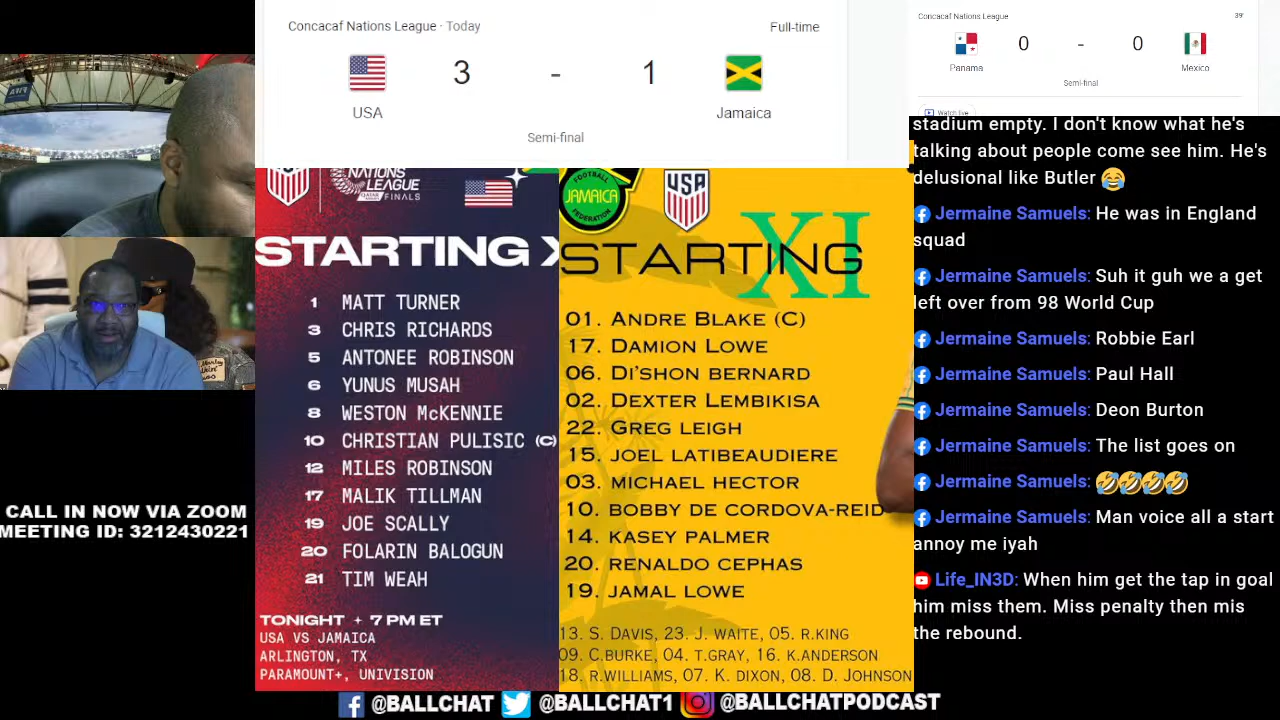 Concacaf Nations League · Today
Full-time
3 - 1
USA
Jamaica
Semi-final
Concacaf Nations League
39'
0 - 0
Panama
Mexico
Semi-final
Watch live
NATIONS
LEAGUE
FINALS
USA
STARTING X
1 MATT TURNER
3 CHRIS RICHARDS
5 ANTONEE ROBINSON
6 YUNUS MUSAH
8 WESTON McKENNIE
10 CHRISTIAN PULISIC (C)
12 MILES ROBINSON
17 MALIK TILLMAN
19 JOE SCALLY
20 FOLARIN BALOGUN
21 TIM WEAH
TONIGHT + 7 PM ET
USA VS JAMAICA
ARLINGTON, TX
PARAMOUNT+, UNIVISION
FOOTBALL
JAMAICA
FEDERATION
USA
STARTING XI
01. ANDRE BLAKE (C)
17. DAMION LOWE
06. DI'SHON BERNARD
02. DEXTER LEMBIKISA
22. GREG LEIGH
15. JOEL LATIBEAUDIERE
03. MICHAEL HECTOR
10. BOBBY DE CORDOVA-REID
14. KASEY PALMER
20. RENALDO CEPHAS
19. JAMAL LOWE
13. S. DAVIS, 23. J. WAITE, 05. R.KING
09. C.BURKE, 04. T.GRAY, 16. K.ANDERSON
18. R.WILLIAMS, 07. K. DIXON, 08. D. JOHNSON
stadium empty. I don't know what he's
talking about people come see him. He's
delusional like Butler 😂
Jermaine Samuels: He was in England
squad
Jermaine Samuels: Suh it guh we a get
left over from 98 World Cup
Jermaine Samuels: Robbie Earl
Jermaine Samuels: Paul Hall
Jermaine Samuels: Deon Burton
Jermaine Samuels: The list goes on
Jermaine Samuels: 🤣🤣🤣🤣
Jermaine Samuels: Man voice all a start
annoy me iyah
Life_IN3D: When him get the tap in goal
him miss them. Miss penalty then mis
the rebound.
CALL IN NOW VIA ZOOM
MEETING ID: 3212430221
@BALLCHAT @BALLCHAT1 @BALLCHATPODCAST